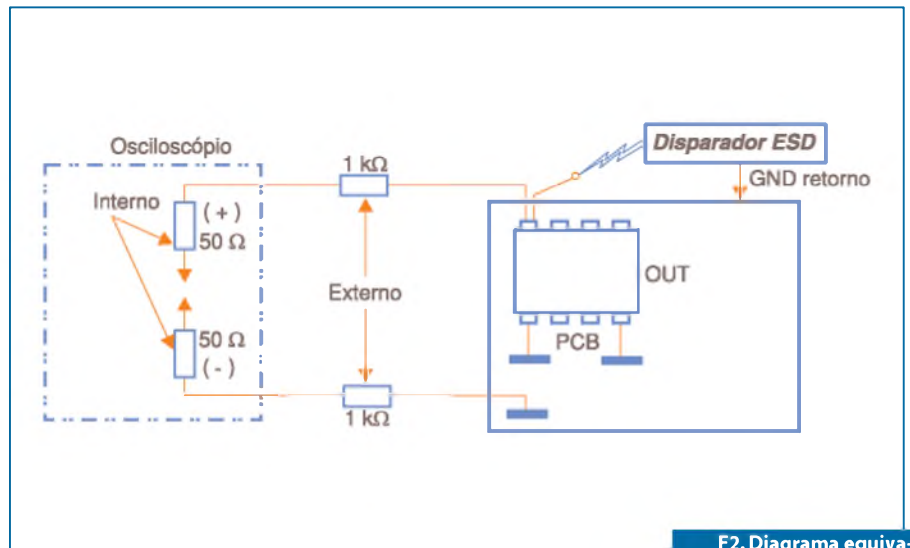 Osciloscópio
Interno
(+)
50 Ω
50 Ω
(-)
1 kΩ
Externo
1 kΩ
Disparador ESD
GND retorno
OUT
PCB
F2. Diagrama equiva-